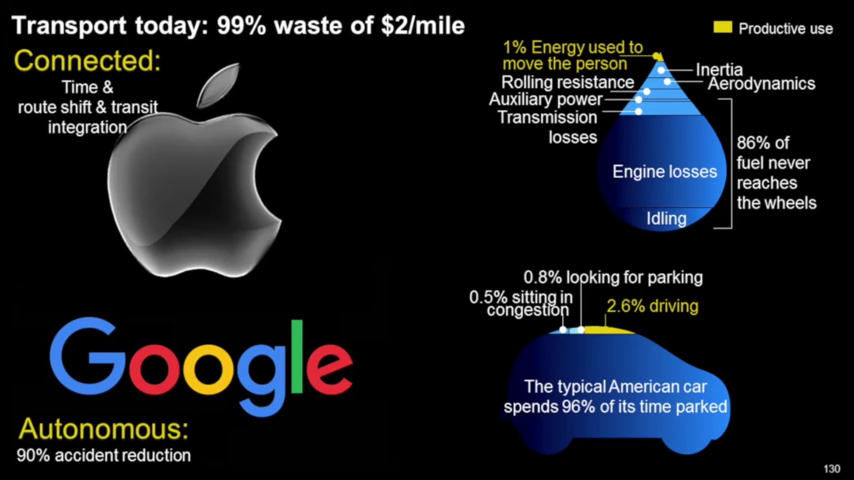 Transport today: 99% waste of $2/mile
Connected:
Time &
route shift & transit
integration
Google
Autonomous:
90% accident reduction
Productive use
1% Energy used to
move the person
Inertia
Rolling resistance
Aerodynamics
Auxiliary power
Transmission
losses
Engine losses
Idling
86% of
fuel never
reaches
the wheels
0.8% looking for parking
0.5% sitting in
congestion
2.6% driving
The typical American car
spends 96% of its time parked
130